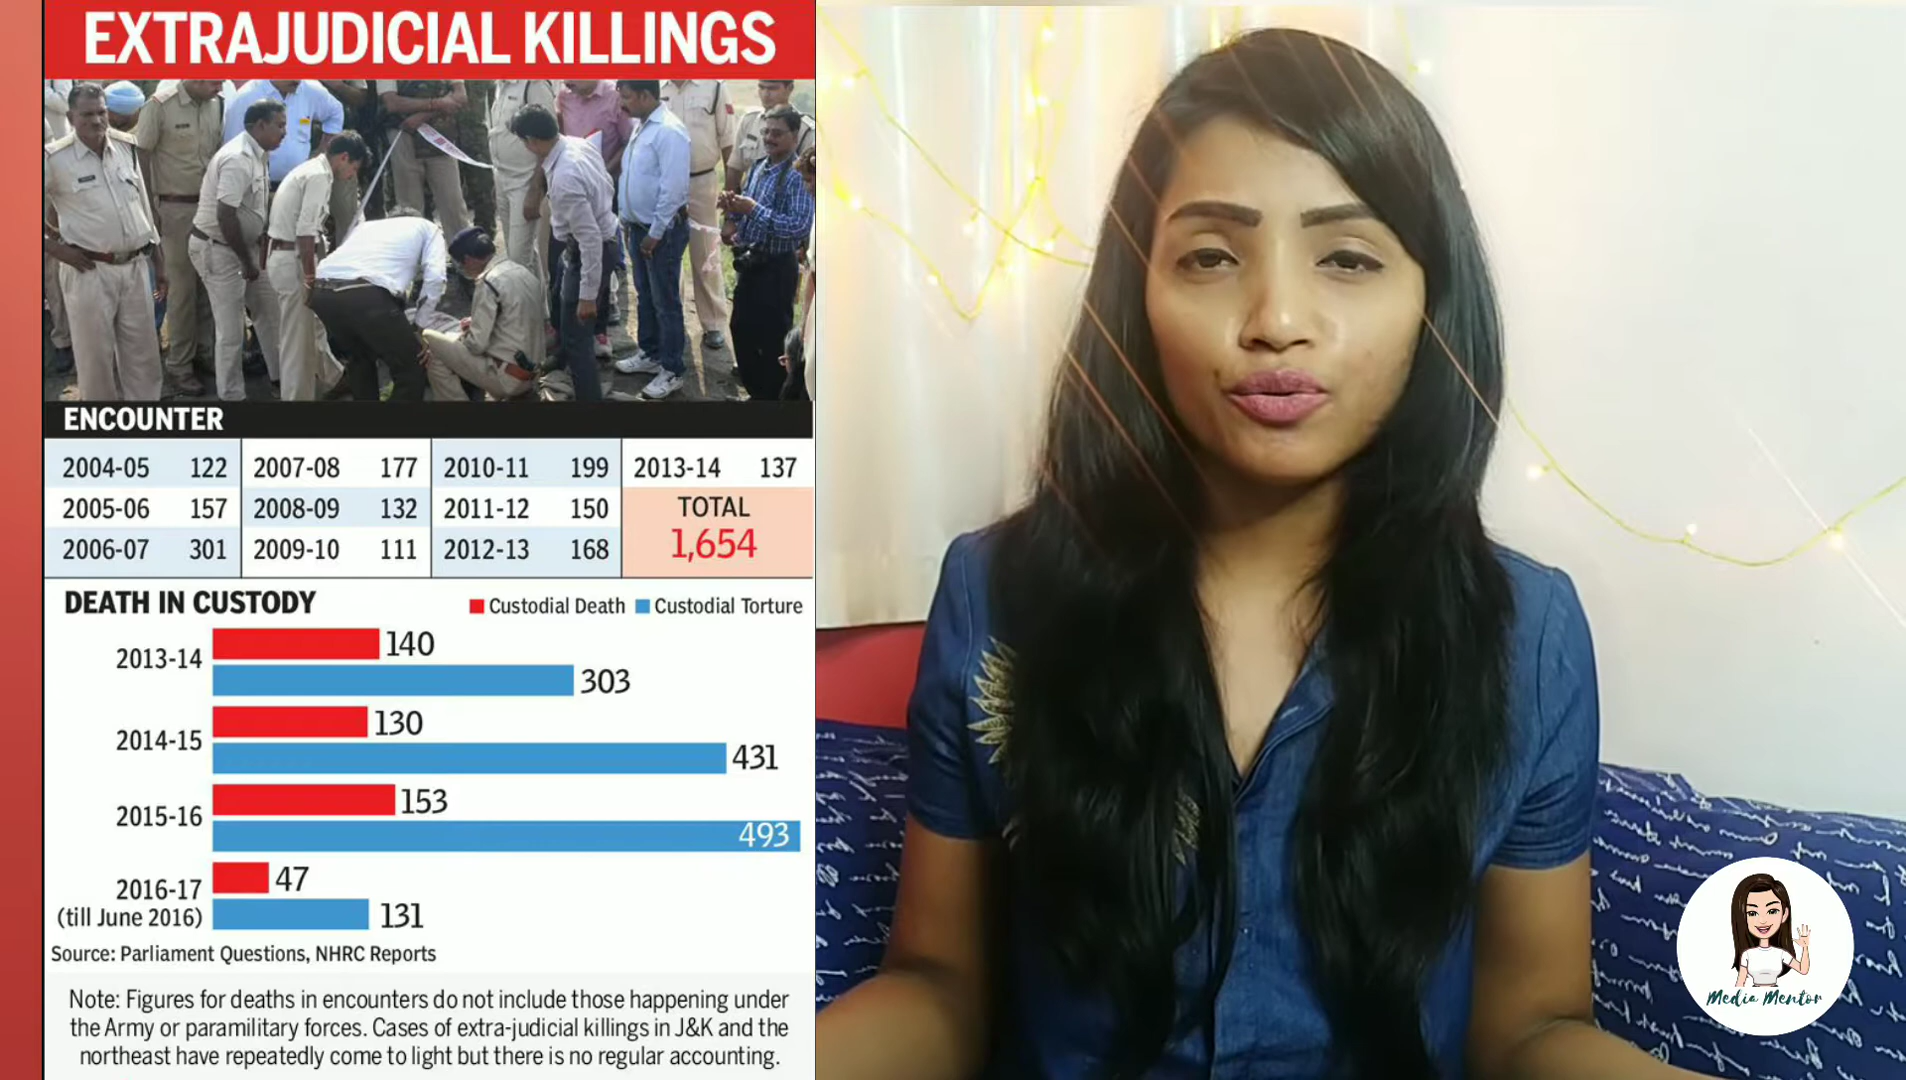 EXTRAJUDICIAL KILLINGS
ENCOUNTER
2004-05 122 2007-08 177 2010-11 199 2013-14 137
2005-06 157 2008-09 132 2011-12 150 TOTAL
2006-07 301 2009-10 111 2012-13 168 1,654
DEATH IN CUSTODY Custodial Death Custodial Torture
2013-14 140
303
2014-15 130
431
2015-16 153
493
2016-17 47
(till June 2016) 131
Source: Parliament Questions, NHRC Reports
Note: Figures for deaths in encounters do not include those happening under
the Army or paramilitary forces. Cases of extra-judicial killings in J&K and the
northeast have repeatedly come to light but there is no regular accounting.
Media Mentor